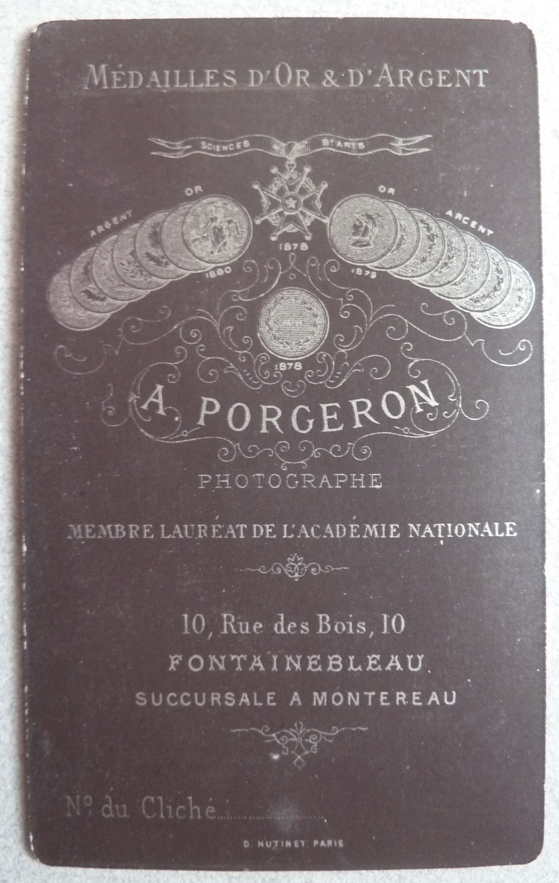 MÉDAILLES D'OR & D'ARGENT
SCIENCES Bx ARTS
ARGENT OR OR ARGENT
1878
1880 1879
1878
A. PORGERON
PHOTOGRAPHE
MEMBRE LAURÉAT DE L'ACADÉMIE NATIONALE
10, Rue des Bois, 10
FONTAINEBLEAU
SUCCURSALE A MONTEREAU
No du Cliché
D. HUTINET PARIS